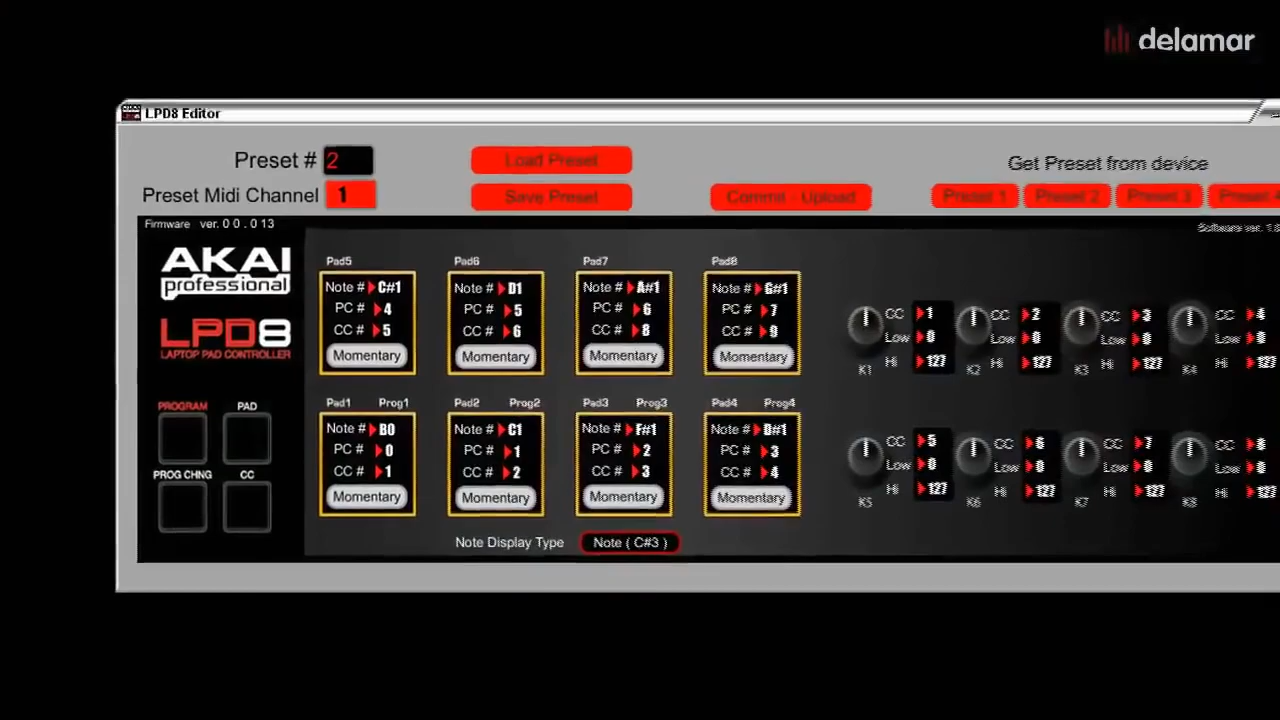 delamar
LPD8 Editor
Preset # 2
Load Preset
Get Preset from device
Preset Midi Channel 1
Save Preset
Commit - Upload
Preset 1
Preset 2
Preset 3
Preset 4
Firmware ver. 0 0 . 0 13
Software ver. 1.0
AKAI
professional
LPD8
LAPTOP PAD CONTROLLER
Pad5
Pad6
Pad7
Pad8
Note # C#1
Note # D1
Note # A#1
Note # G#1
PC # 4
PC # 5
PC # 6
PC # 7
CC # 5
CC # 6
CC # 8
CC # 9
Momentary
Momentary
Momentary
Momentary
CC 1
CC 2
CC 3
CC 4
Low 0
Low 0
Low 0
Low 0
Hi 127
Hi 127
Hi 127
Hi 127
K1
K2
K3
K4
PROGRAM
PAD
PROG CHNG
CC
Pad1 Prog1
Pad2 Prog2
Pad3 Prog3
Pad4 Prog4
Note # B0
Note # C1
Note # F#1
Note # D#1
PC # 0
PC # 1
PC # 2
PC # 3
CC # 1
CC # 2
CC # 3
CC # 4
Momentary
Momentary
Momentary
Momentary
CC 5
CC 6
CC 7
CC 8
Low 0
Low 0
Low 0
Low 0
Hi 127
Hi 127
Hi 127
Hi 127
K5
K6
K7
K8
Note Display Type
Note ( C#3 )